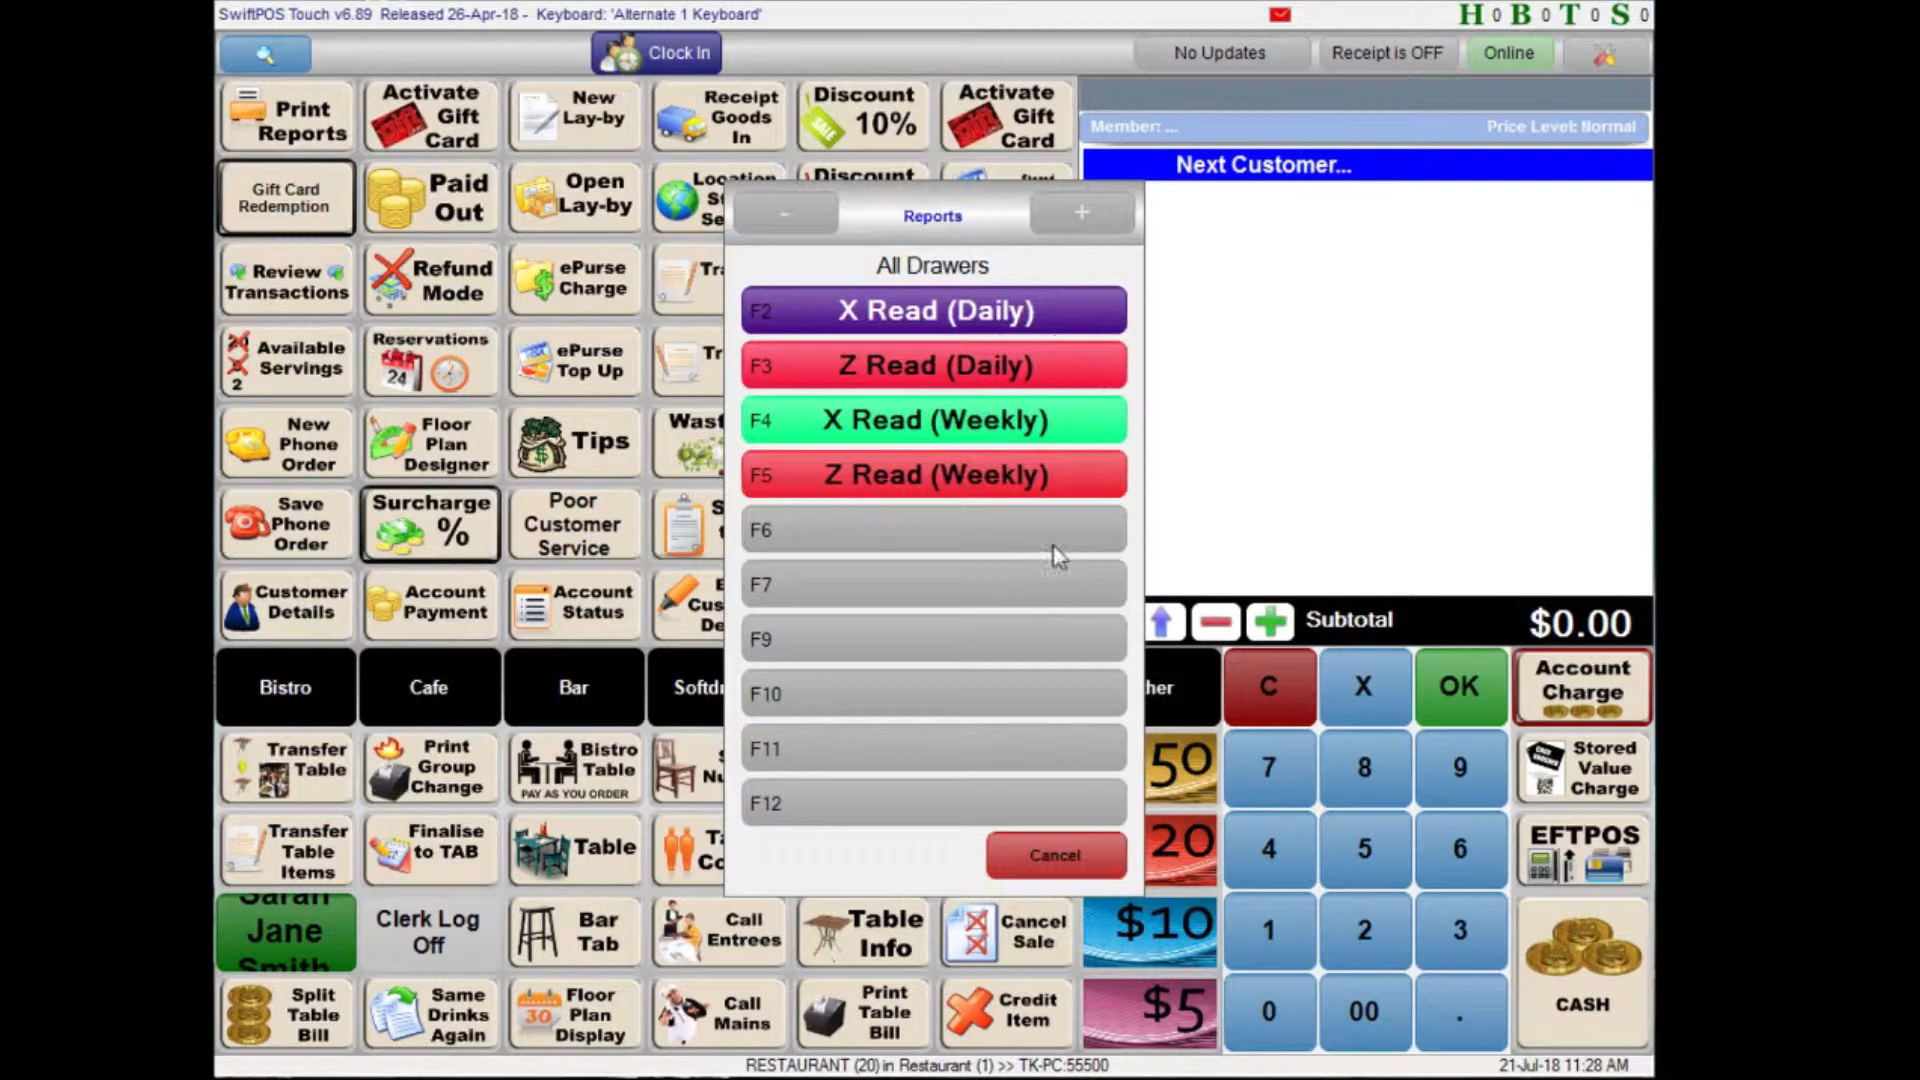 SwiftPOS Touch v6.89 Released 26-Apr-18 - Keyboard: 'Alternate 1 Keyboard'
H 0 B 0 T 0 S 0
Clock In
No Updates
Receipt is OFF
Online
Print Reports
Activate Gift Card
New Lay-by
Receipt Goods In
Discount 10%
Activate Gift Card
Member: ...
Price Level: Normal
Next Customer...
Gift Card Redemption
Paid Out
Open Lay-by
Discount
Reports
-
+
All Drawers
F2 X Read (Daily)
F3 Z Read (Daily)
F4 X Read (Weekly)
F5 Z Read (Weekly)
F6
F7
F9
F10
F11
F12
Cancel
Review Transactions
Refund Mode
ePurse Charge
Available Servings
2
Reservations
24
ePurse Top Up
New Phone Order
Floor Plan Designer
Tips
Save Phone Order
Surcharge %
Poor Customer Service
Customer Details
Account Payment
Account Status
Subtotal
$0.00
Bistro
Cafe
Bar
C
X
OK
Account Charge
Transfer Table
Print Group Change
Bistro Table
PAY AS YOU ORDER
50
7
8
9
Stored Value Charge
Transfer Table Items
Finalise to TAB
Table
20
4
5
6
EFTPOS
Sarah Jane Smith
Clerk Log Off
Bar Tab
Call Entrees
Table Info
Cancel Sale
$10
1
2
3
CASH
Split Table Bill
Same Drinks Again
30
Floor Plan Display
Call Mains
Print Table Bill
Credit Item
$5
0
00
.
RESTAURANT (20) in Restaurant (1) >> TK-PC:55500
21-Jul-18 11:28 AM